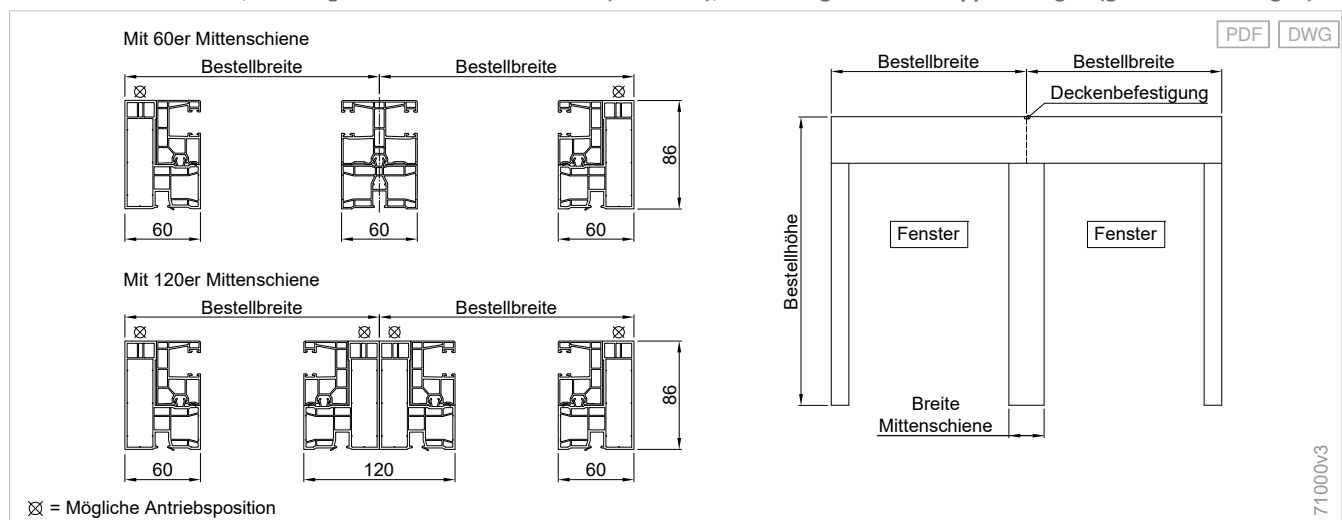 PDF DWG
Mit 60er Mittenschiene
Bestellbreite Bestellbreite
86
60 60 60
Mit 120er Mittenschiene
Bestellbreite Bestellbreite
86
60 120 60
= Mögliche Antriebsposition
Bestellbreite Bestellbreite
Deckenbefestigung
Bestellhöhe
Fenster Fenster
Breite
Mittenschiene
71000v3